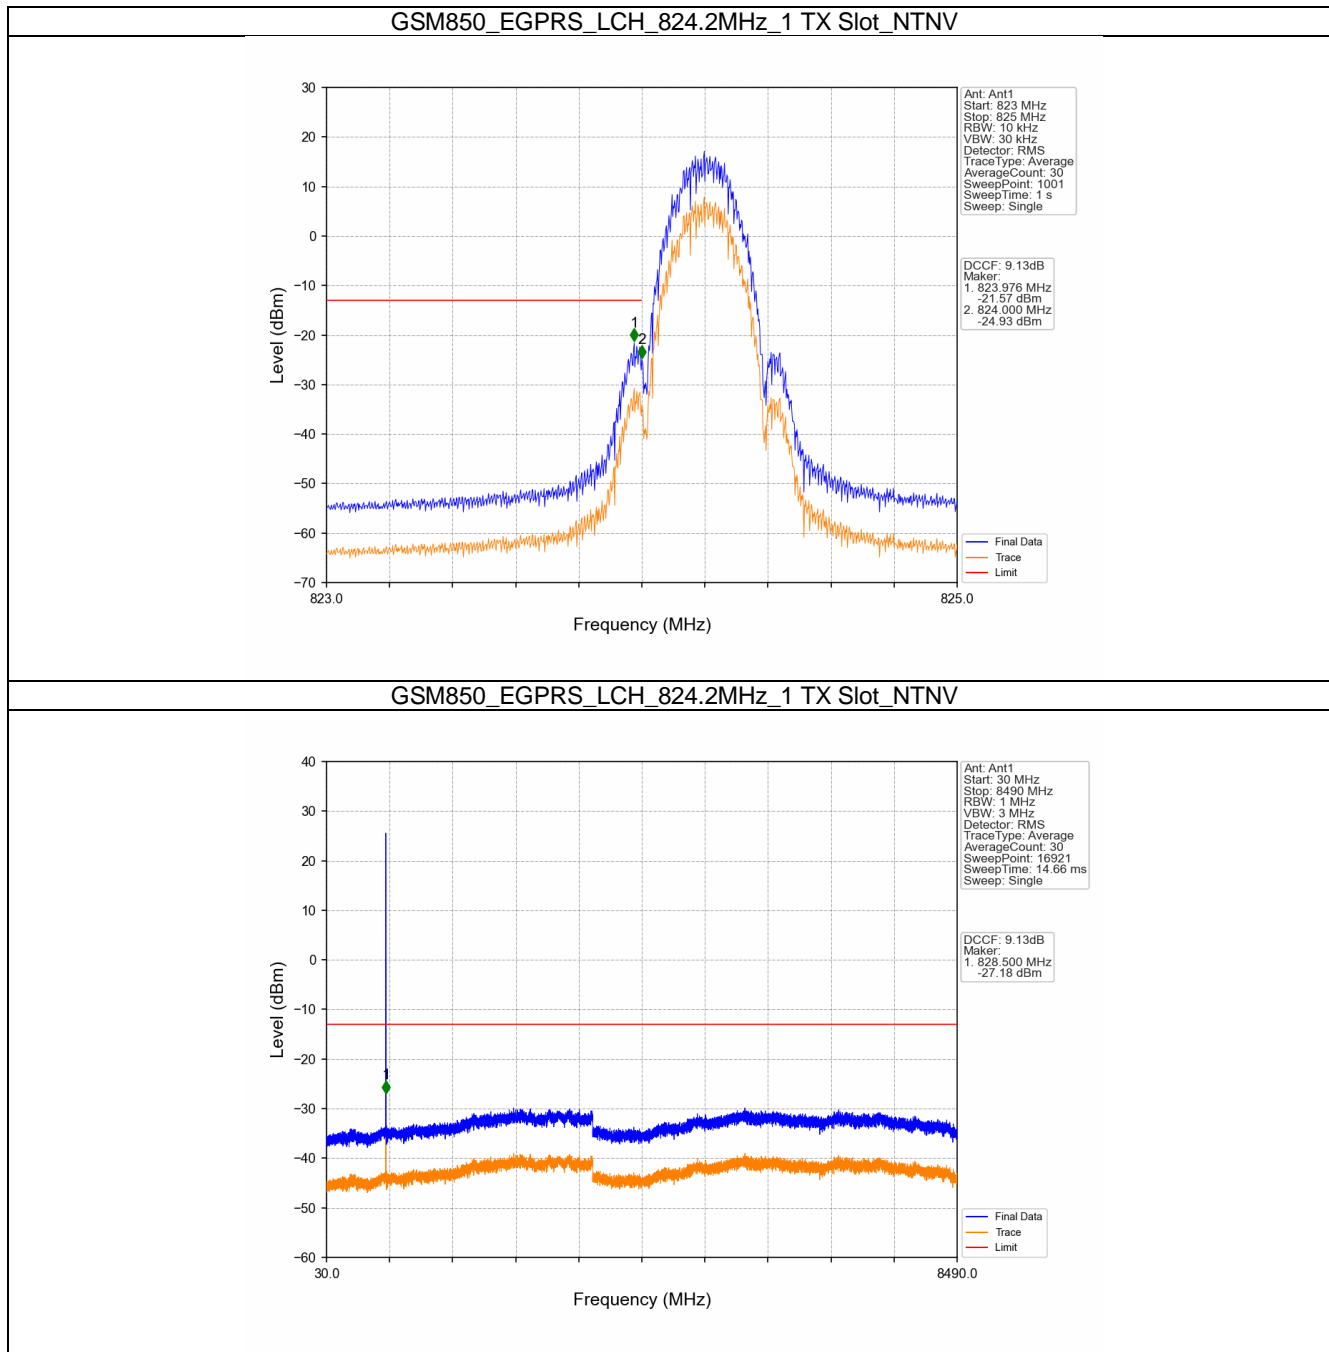 GSM850_EGPRS_LCH_824.2MHz_1 TX Slot_NTNV
30
20
10
0
−10
−20
−30
−40
−50
−60
−70
Level (dBm)
1
2
823.0
825.0
Frequency (MHz)
Ant: Ant1
Start: 823 MHz
Stop: 825 MHz
RBW: 10 kHz
VBW: 30 kHz
Detector: RMS
TraceType: Average
AverageCount: 30
SweepPoint: 1001
SweepTime: 1 s
Sweep: Single
DCCF: 9.13dB
Maker:
1. 823.976 MHz
-21.57 dBm
2. 824.000 MHz
-24.93 dBm
Final Data
Trace
Limit
GSM850_EGPRS_LCH_824.2MHz_1 TX Slot_NTNV
40
30
20
10
0
−10
−20
−30
−40
−50
−60
Level (dBm)
1
30.0
8490.0
Frequency (MHz)
Ant: Ant1
Start: 30 MHz
Stop: 8490 MHz
RBW: 1 MHz
VBW: 3 MHz
Detector: RMS
TraceType: Average
AverageCount: 30
SweepPoint: 16921
SweepTime: 14.66 ms
Sweep: Single
DCCF: 9.13dB
Maker:
1. 828.500 MHz
-27.18 dBm
Final Data
Trace
Limit